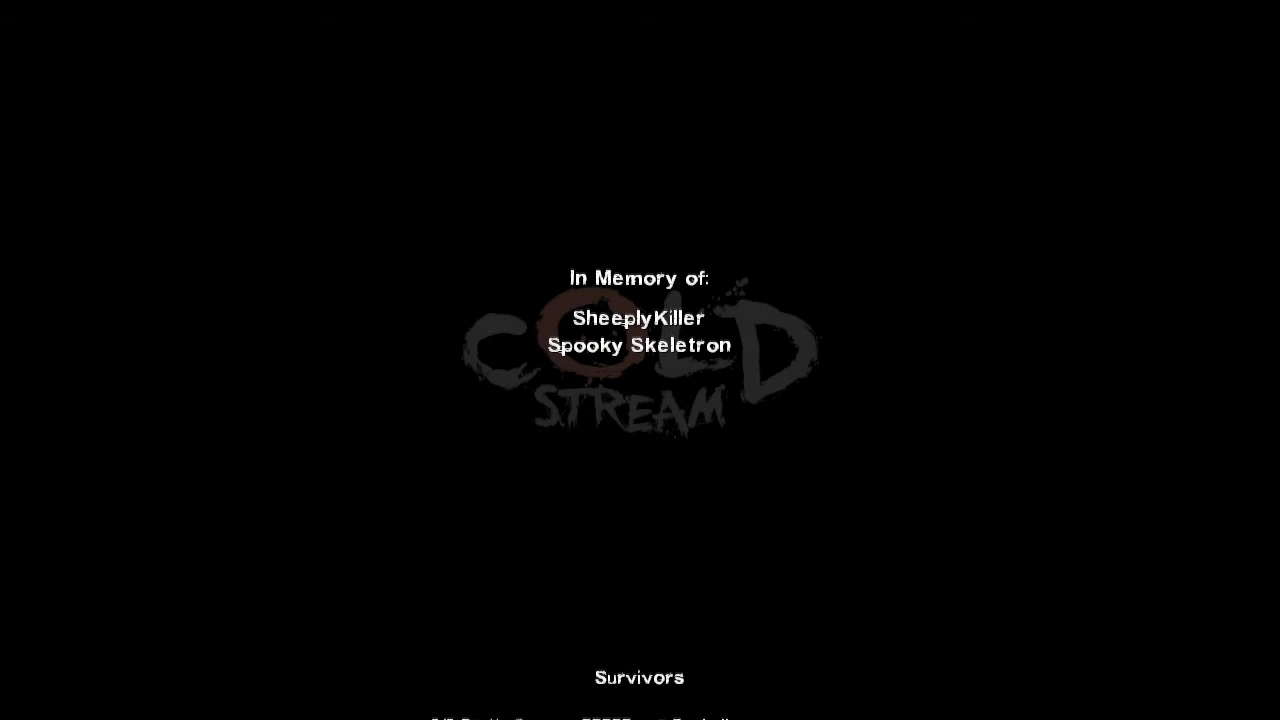 In Memory of:
SheeplyKiller
Spooky Skeletron
COLD
STREAM
Survivors